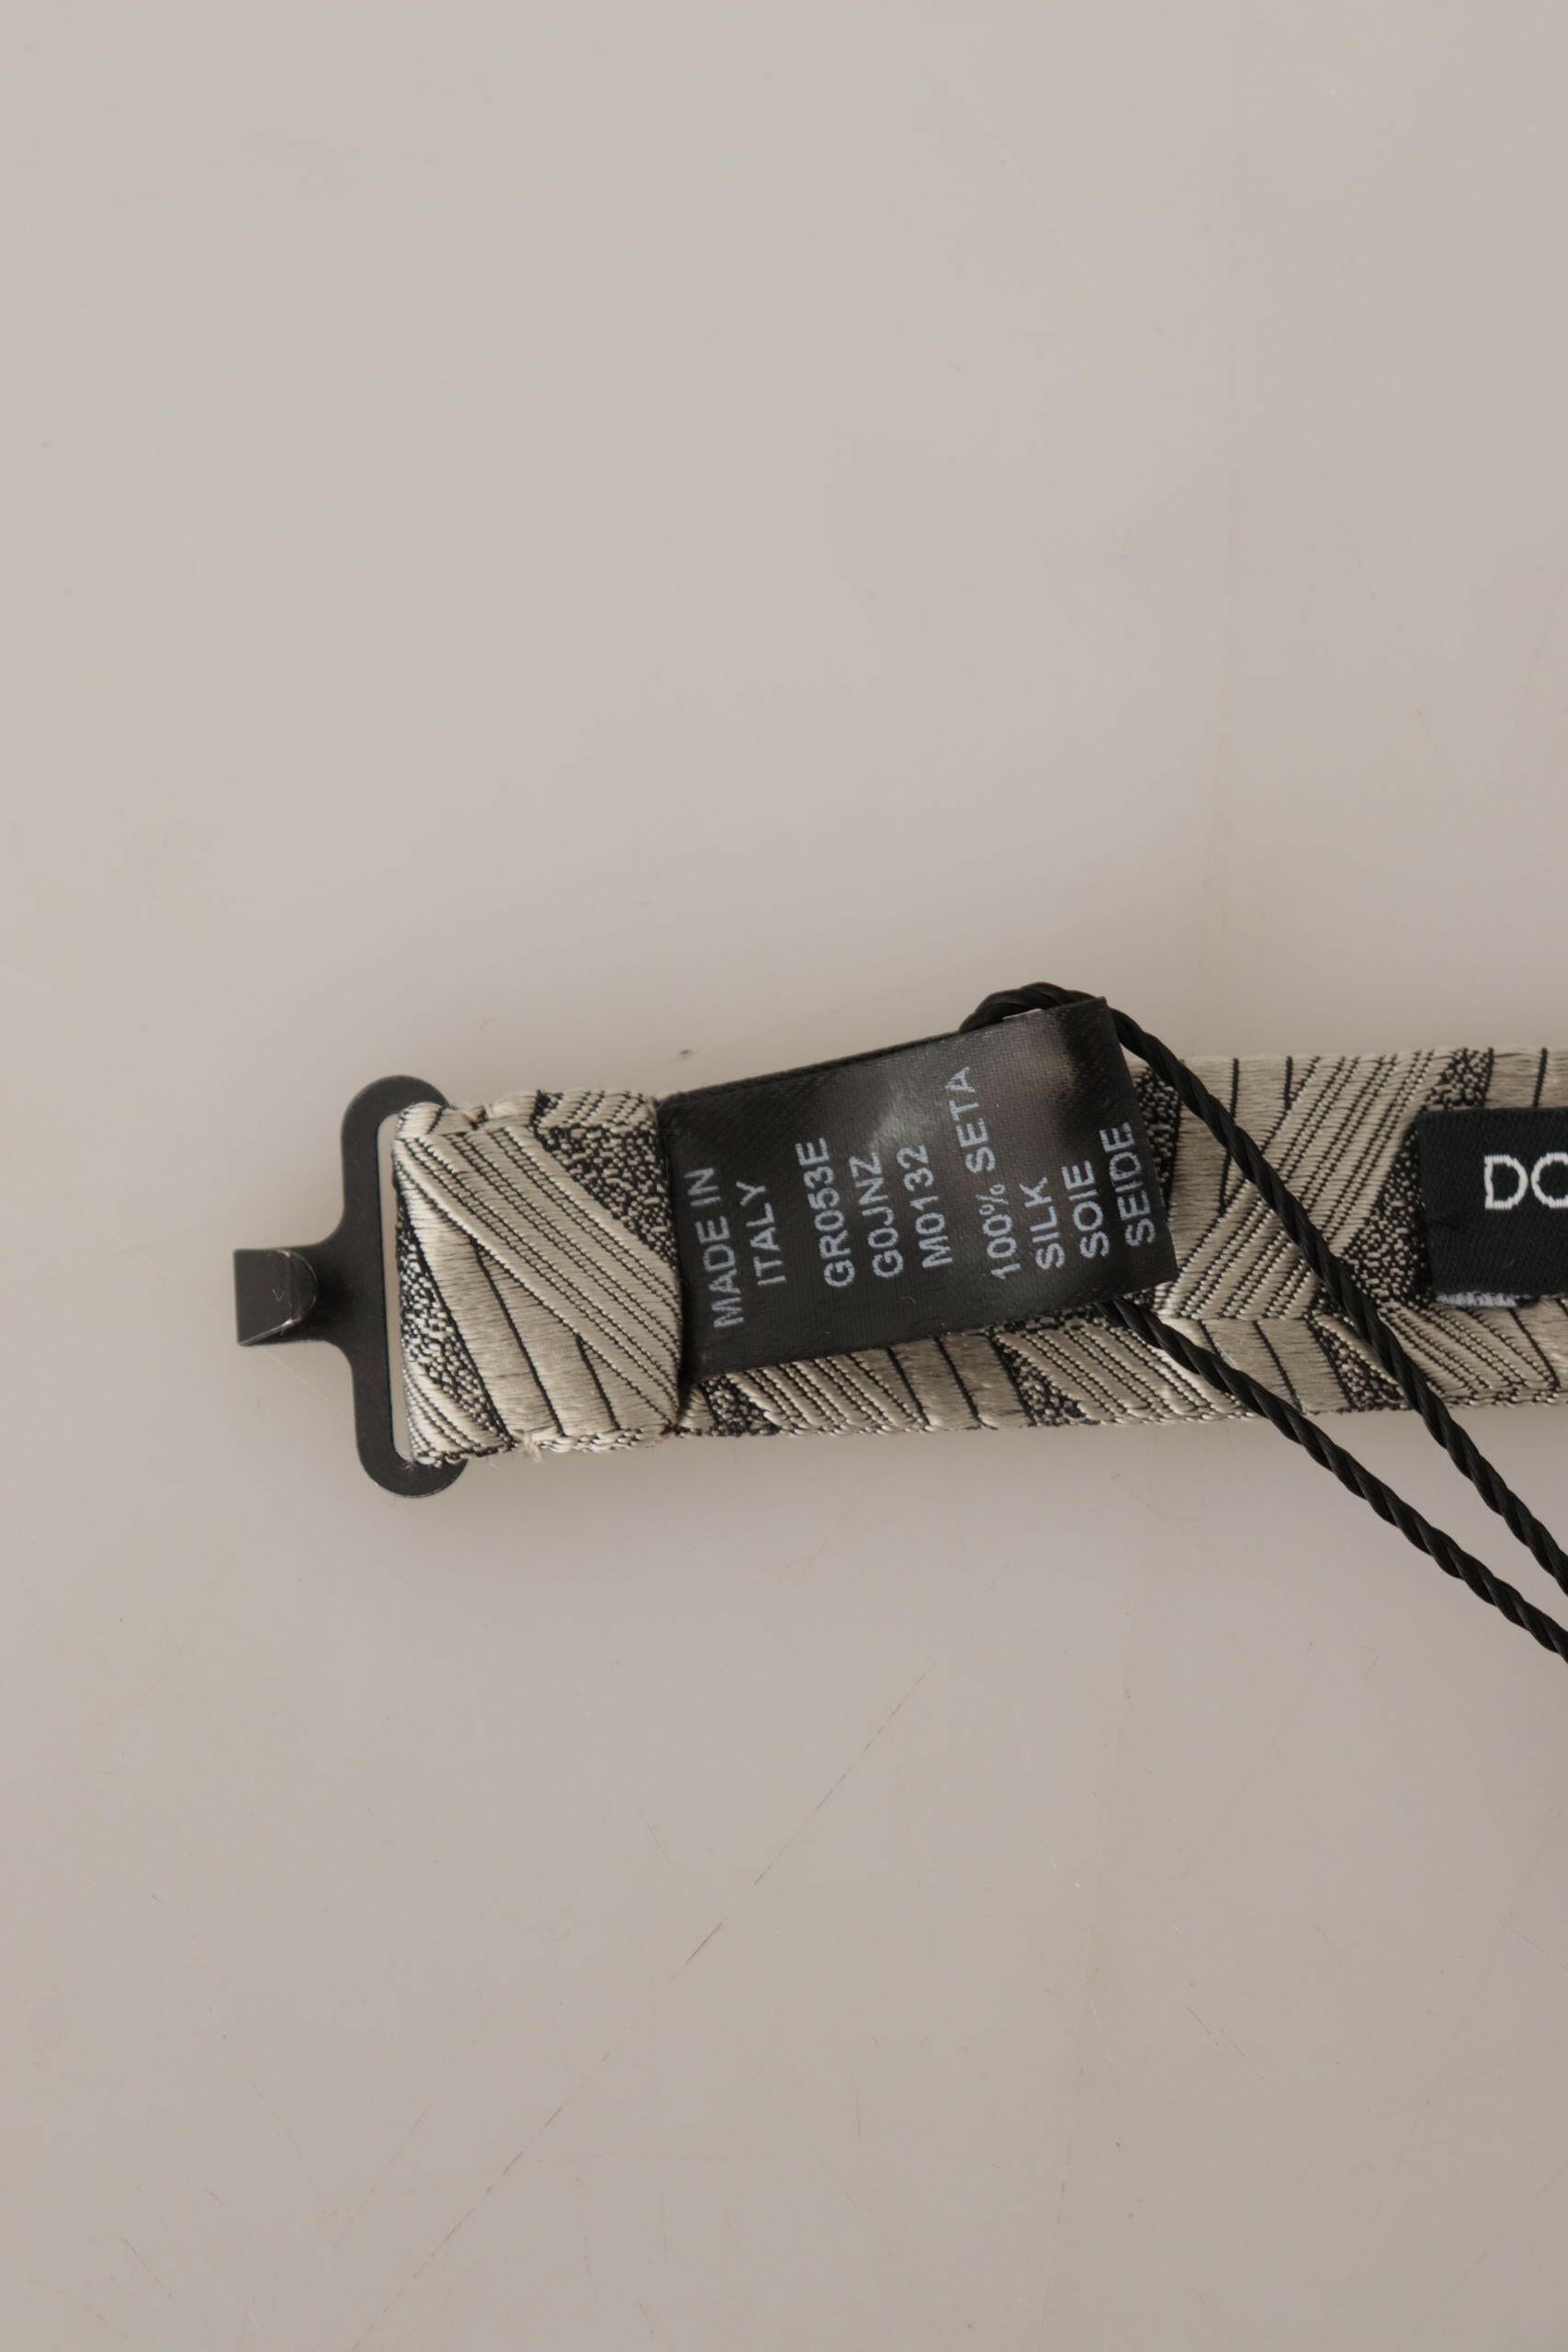 MADE IN
ITALY
GR053E
G0JNZ
M0132
100% SETA
SILK
SOIE
SEIDE
DO